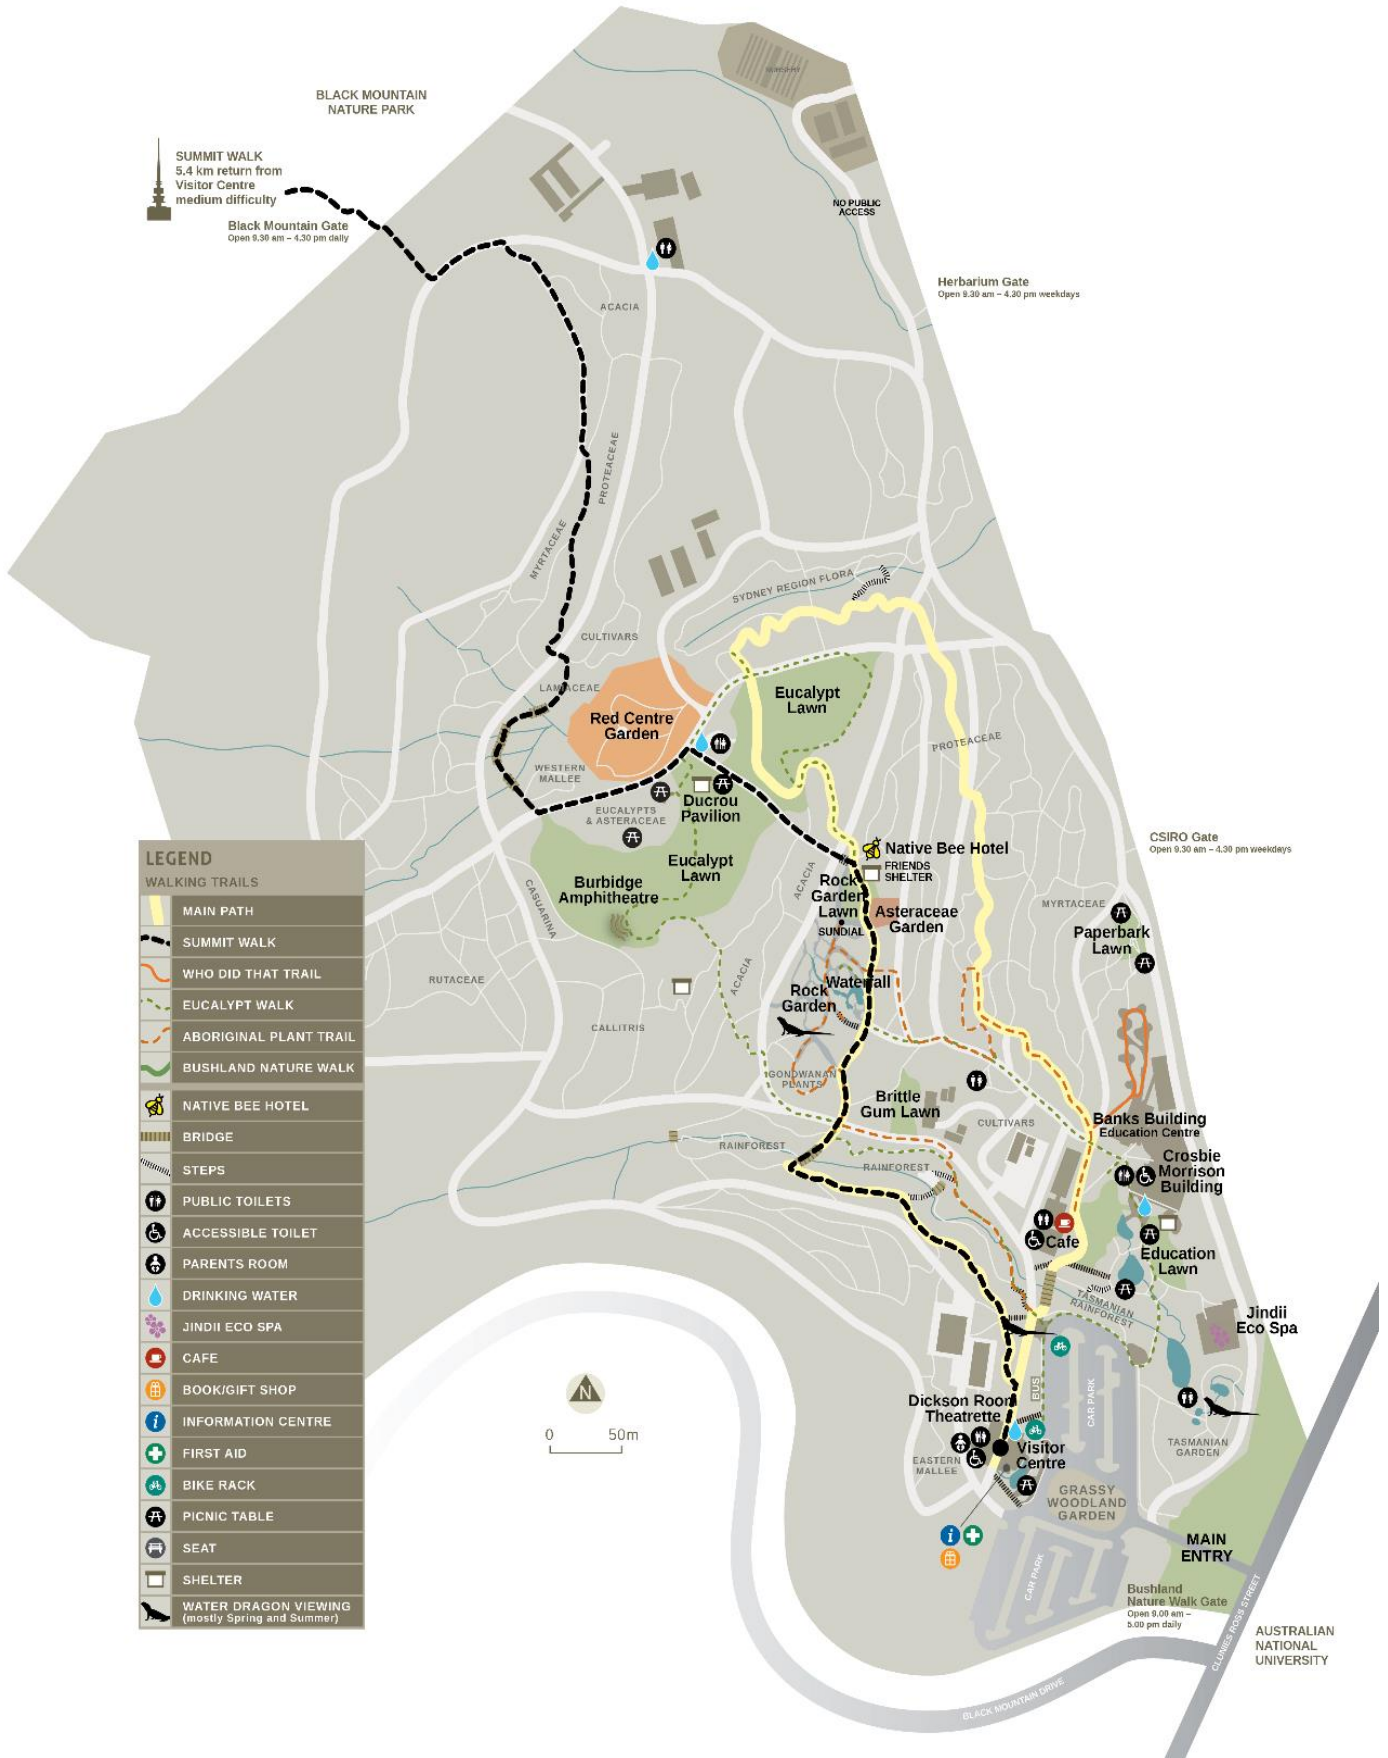 NURSERY
BLACK MOUNTAIN
NATURE PARK
SUMMIT WALK
5.4 km return from
Visitor Centre
medium difficulty
Black Mountain Gate
Open 9.30 am – 4.30 pm daily
NO PUBLIC
ACCESS
Herbarium Gate
Open 9.30 am – 4.30 pm weekdays
ACACIA
PROTEACEAE
MYRTACEAE
SYDNEY REGION FLORA
CULTIVARS
LAMIACEAE
Red Centre
Garden
Eucalypt
Lawn
PROTEACEAE
WESTERN
MALLEE
EUCALYPTS
& ASTERACEAE
Ducrou
Pavilion
CSIRO Gate
Open 9.30 am – 4.30 pm weekdays
Native Bee Hotel
FRIENDS
SHELTER
Eucalypt
Lawn
Burbidge
Amphitheatre
ACACIA
Rock
Garden
Lawn
SUNDIAL
Asteraceae
Garden
CASUARINA
MYRTACEAE
Paperbark
Lawn
RUTACEAE
ACACIA
Waterfall
Rock
Garden
CALLITRIS
GONDWANAN
PLANTS
Brittle
Gum Lawn
CULTIVARS
Banks Building
Education Centre
RAINFOREST
RAINFOREST
Crosbie
Morrison
Building
Cafe
Education
Lawn
TASMANIAN
RAINFOREST
Jindii
Eco Spa
BUS
CAR PARK
Dickson Room
Theatrette
Visitor
Centre
EASTERN
MALLEE
TASMANIAN
GARDEN
GRASSY
WOODLAND
GARDEN
MAIN
ENTRY
CAR PARK
Bushland
Nature Walk Gate
Open 9.00 am –
5.00 pm daily
CLUNIES ROSS STREET
AUSTRALIAN
NATIONAL
UNIVERSITY
BLACK MOUNTAIN DRIVE
N
0 50m
i
LEGEND
WALKING TRAILS
MAIN PATH
SUMMIT WALK
WHO DID THAT TRAIL
EUCALYPT WALK
ABORIGINAL PLANT TRAIL
BUSHLAND NATURE WALK
NATIVE BEE HOTEL
BRIDGE
STEPS
PUBLIC TOILETS
ACCESSIBLE TOILET
PARENTS ROOM
DRINKING WATER
JINDII ECO SPA
CAFE
BOOK/GIFT SHOP
i INFORMATION CENTRE
FIRST AID
BIKE RACK
PICNIC TABLE
SEAT
SHELTER
WATER DRAGON VIEWING
(mostly Spring and Summer)